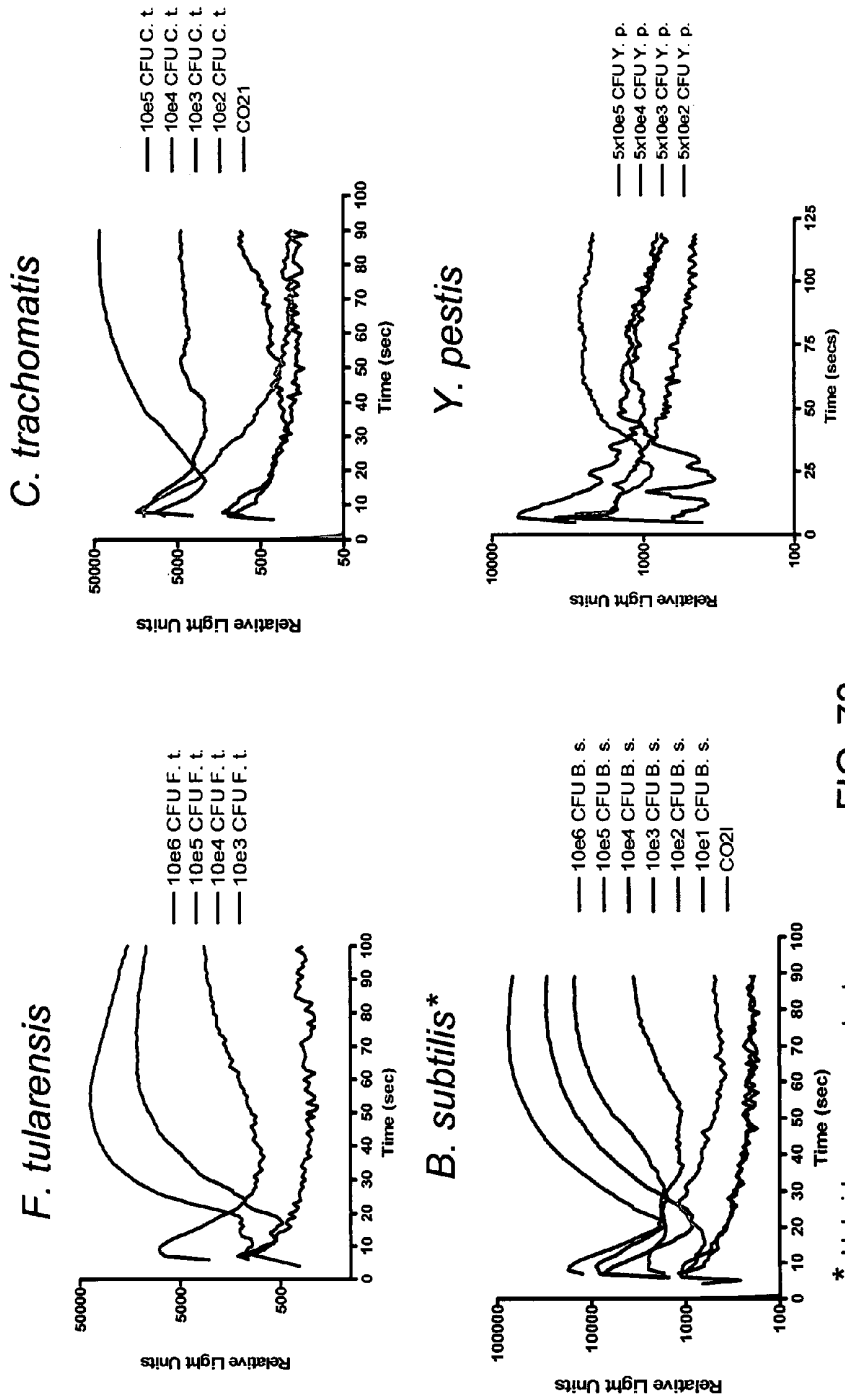 F. tularensis
Relative Light Units
50000
5000
500
0 10 20 30 40 50 60 70 80 90 100
Time (sec)
10e6 CFU F. t.
10e5 CFU F. t.
10e4 CFU F. t.
10e3 CFU F. t.
C. trachomatis
Relative Light Units
50000
5000
500
50
0 10 20 30 40 50 60 70 80 90 100
Time (sec)
10e5 CFU C. t.
10e4 CFU C. t.
10e3 CFU C. t.
10e2 CFU C. t.
CO21
B. subtilis*
Relative Light Units
100000
10000
1000
100
0 10 20 30 40 50 60 70 80 90 100
Time (sec)
10e6 CFU B. s.
10e5 CFU B. s.
10e4 CFU B. s.
10e3 CFU B. s.
10e2 CFU B. s.
10e1 CFU B. s.
CO2I
Y. pestis
Relative Light Units
10000
1000
100
0 25 50 75 100 125
Time (secs)
5x10e5 CFU Y. p.
5x10e4 CFU Y. p.
5x10e3 CFU Y. p.
5x10e2 CFU Y. p.
FIG.
*